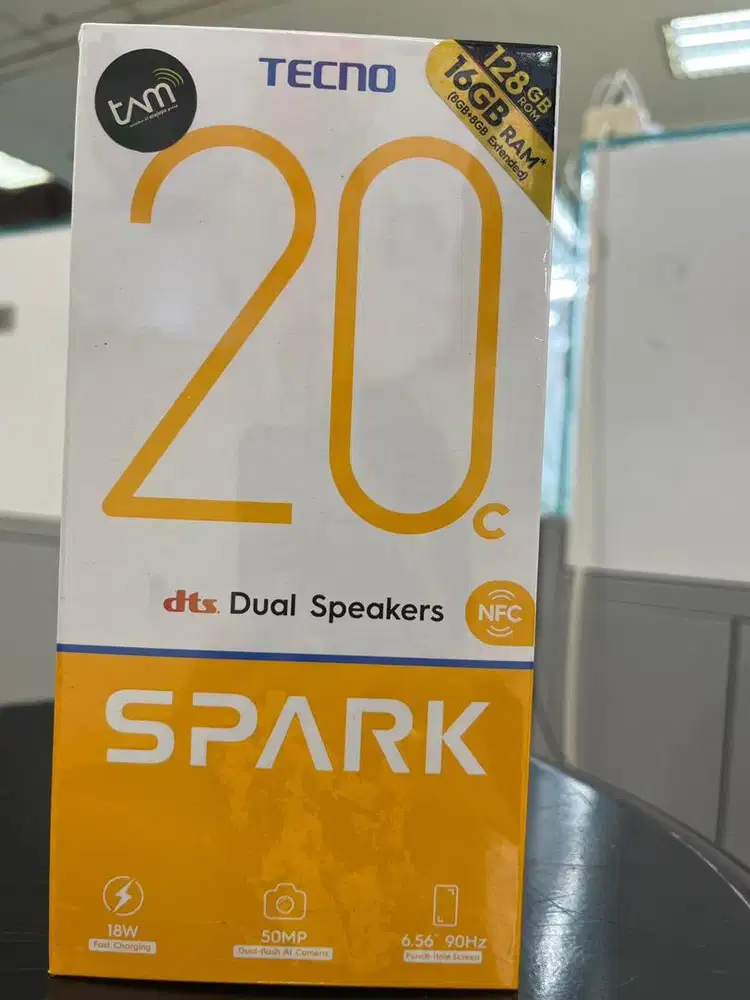 tam
TECNO
128GB
ROM
16GB RAM*
(8GB+8GB Extended)
20
C
dts Dual Speakers
NFC
SPARK
18W
Fast Charging
50MP
Dual-flash AI Camera
6.56" 90Hz
Punch-Hole Screen